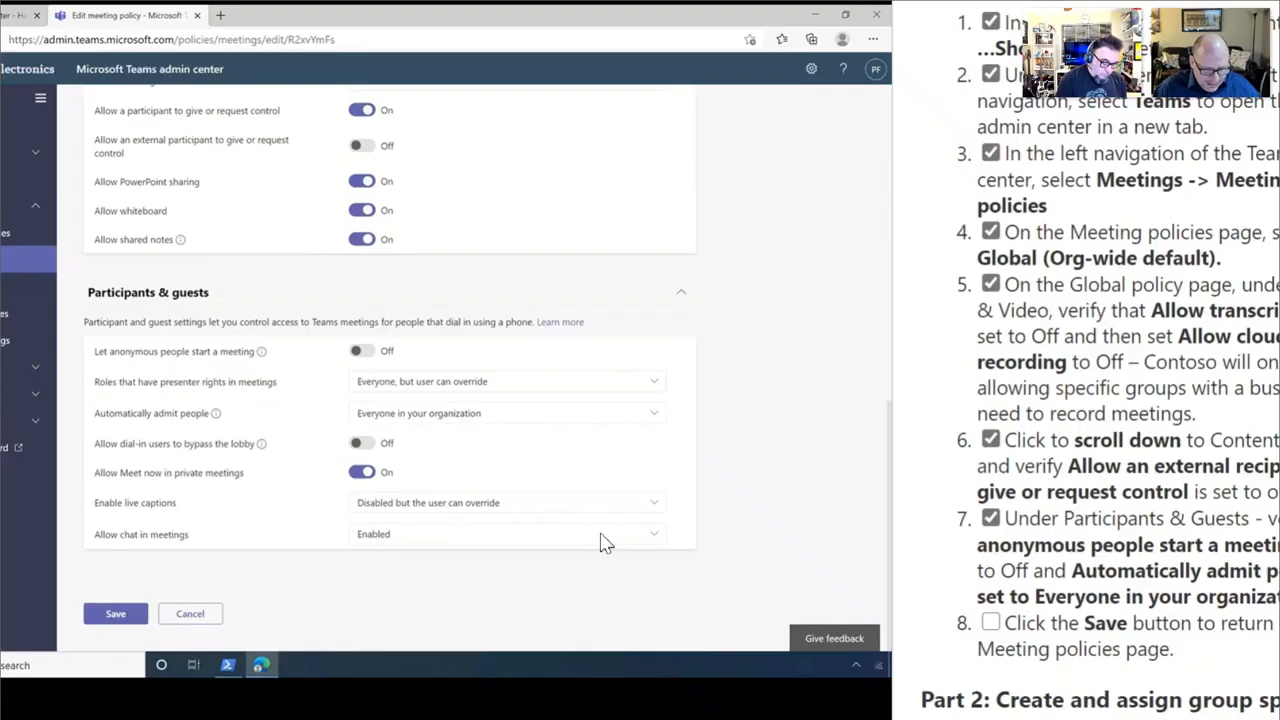 ter - H
Edit meeting policy - Microsoft T
https://admin.teams.microsoft.com/policies/meetings/edit/R2xvYmFs
lectronics
Microsoft Teams admin center
PF
Allow a participant to give or request control
On
Allow an external participant to give or request
control
Off
Allow PowerPoint sharing
On
Allow whiteboard
On
Allow shared notes
On
Participants & guests
Participant and guest settings let you control access to Teams meetings for people that dial in using a phone. Learn more
Let anonymous people start a meeting
Off
Roles that have presenter rights in meetings
Everyone, but user can override
Automatically admit people
Everyone in your organization
Allow dial-in users to bypass the lobby
Off
Allow Meet now in private meetings
On
Enable live captions
Disabled but the user can override
Allow chat in meetings
Enabled
Save
Cancel
Give feedback
search
1. In
...Sho
2. Un
navigation, select Teams to open t
admin center in a new tab.
3. In the left navigation of the Tea
center, select Meetings -> Meetin
policies
4. On the Meeting policies page, s
Global (Org-wide default).
5. On the Global policy page, unde
& Video, verify that Allow transcri
set to Off and then set Allow clou
recording to Off – Contoso will on
allowing specific groups with a bus
need to record meetings.
6. Click to scroll down to Content
and verify Allow an external recip
give or request control is set to o
7. Under Participants & Guests - ve
anonymous people start a meeti
to Off and Automatically admit p
set to Everyone in your organizat
8. Click the Save button to return
Meeting policies page.
Part 2: Create and assign group sp